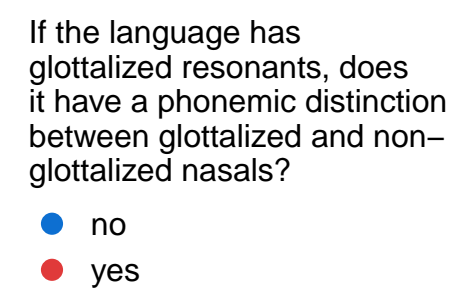 If the language has
glottalized resonants, does
it have a phonemic distinction
between glottalized and non−
glottalized nasals?
no
yes